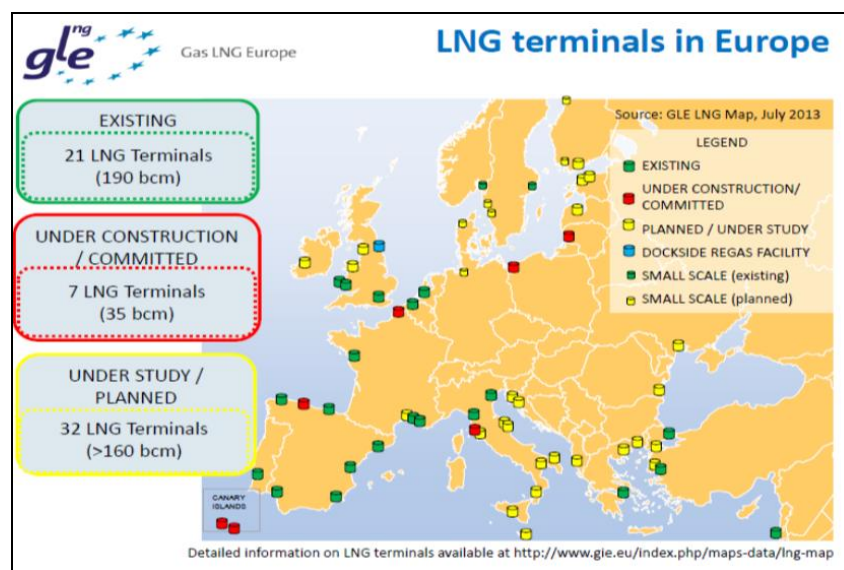 lng
gle
Gas LNG Europe
LNG terminals in Europe
EXISTING
21 LNG Terminals
(190 bcm)
UNDER CONSTRUCTION
/ COMMITTED
7 LNG Terminals
(35 bcm)
UNDER STUDY /
PLANNED
32 LNG Terminals
(>160 bcm)
Source: GLE LNG Map, July 2013
LEGEND
EXISTING
UNDER CONSTRUCTION/
COMMITTED
PLANNED / UNDER STUDY
DOCKSIDE REGAS FACILITY
SMALL SCALE (existing)
SMALL SCALE (planned)
CANARY
ISLANDS
Detailed information on LNG terminals available at http://www.gie.eu/index.php/maps-data/lng-map